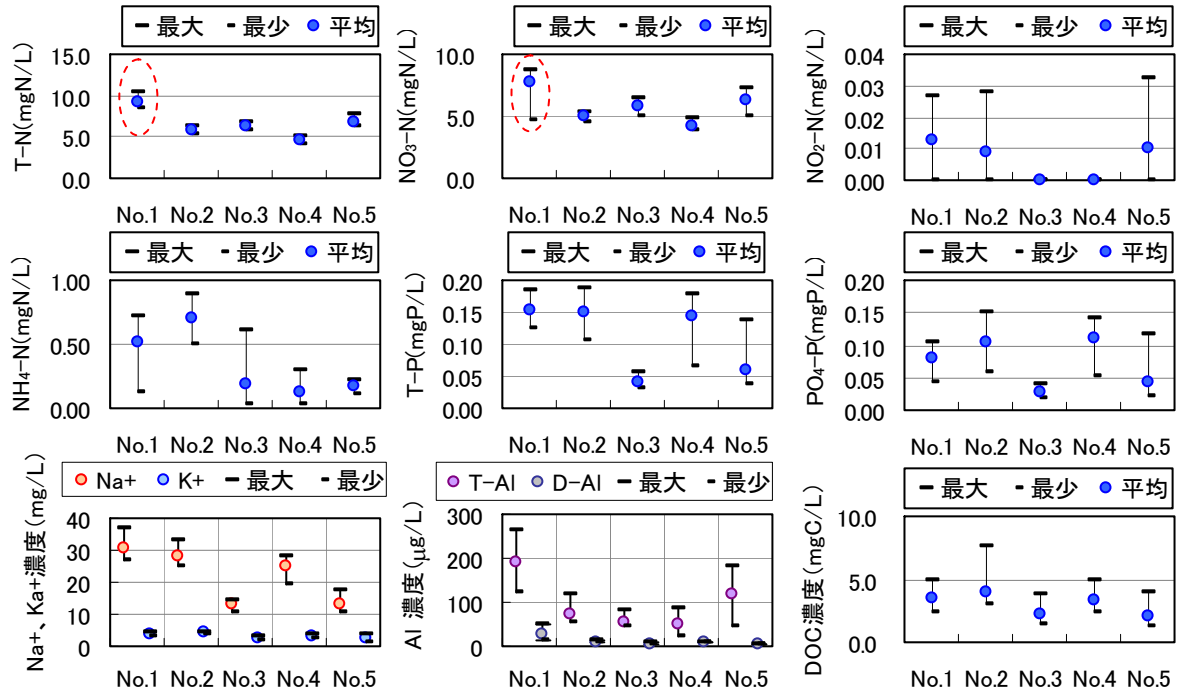 最大 最少 平均
T-N(mgN/L)
15.0
10.0
5.0
0.0
No.1 No.2 No.3 No.4 No.5
最大 最少 平均
NO₃-N(mgN/L)
10.0
5.0
0.0
No.1 No.2 No.3 No.4 No.5
最大 最少 平均
NO₂-N(mgN/L)
0.04
0.03
0.02
0.01
0.00
No.1 No.2 No.3 No.4 No.5
最大 最少 平均
NH₄-N(mgN/L)
1.00
0.50
0.00
No.1 No.2 No.3 No.4 No.5
最大 最少 平均
T-P(mgP/L)
0.20
0.15
0.10
0.05
0.00
No.1 No.2 No.3 No.4 No.5
最大 最少 平均
PO₄-P(mgP/L)
0.20
0.15
0.10
0.05
0.00
No.1 No.2 No.3 No.4 No.5
Na+ K+ 最大 最少
Na+、Ka+濃度(mg/L)
40
30
20
10
0
No.1 No.2 No.3 No.4 No.5
T-Al D-Al 最大 最少
Al 濃度(μg/L)
300
200
100
0
No.1 No.2 No.3 No.4 No.5
最大 最少 平均
DOC濃度(mgC/L)
10.0
5.0
0.0
No.1 No.2 No.3 No.4 No.5